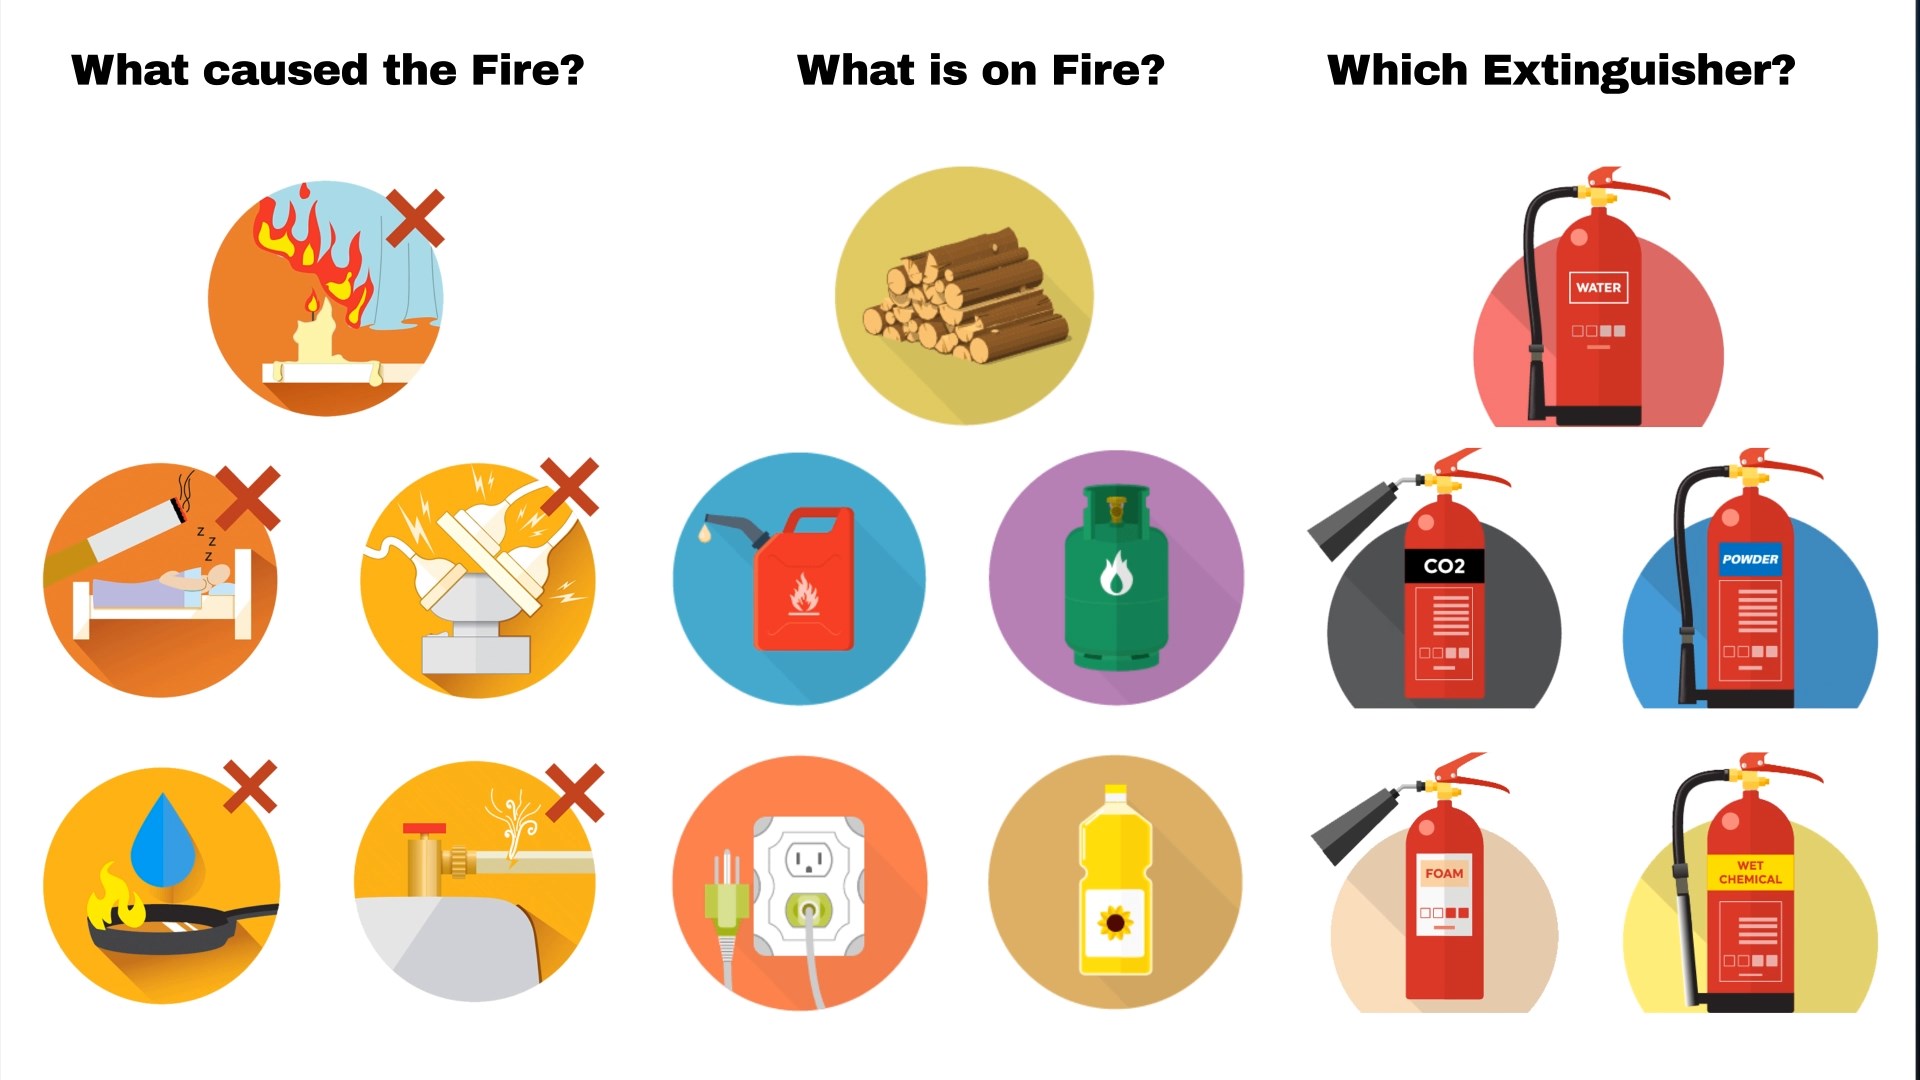 What caused the Fire?
What is on Fire?
Which Extinguisher?
WATER
z
z
z
CO2
POWDER
FOAM
WET
CHEMICAL